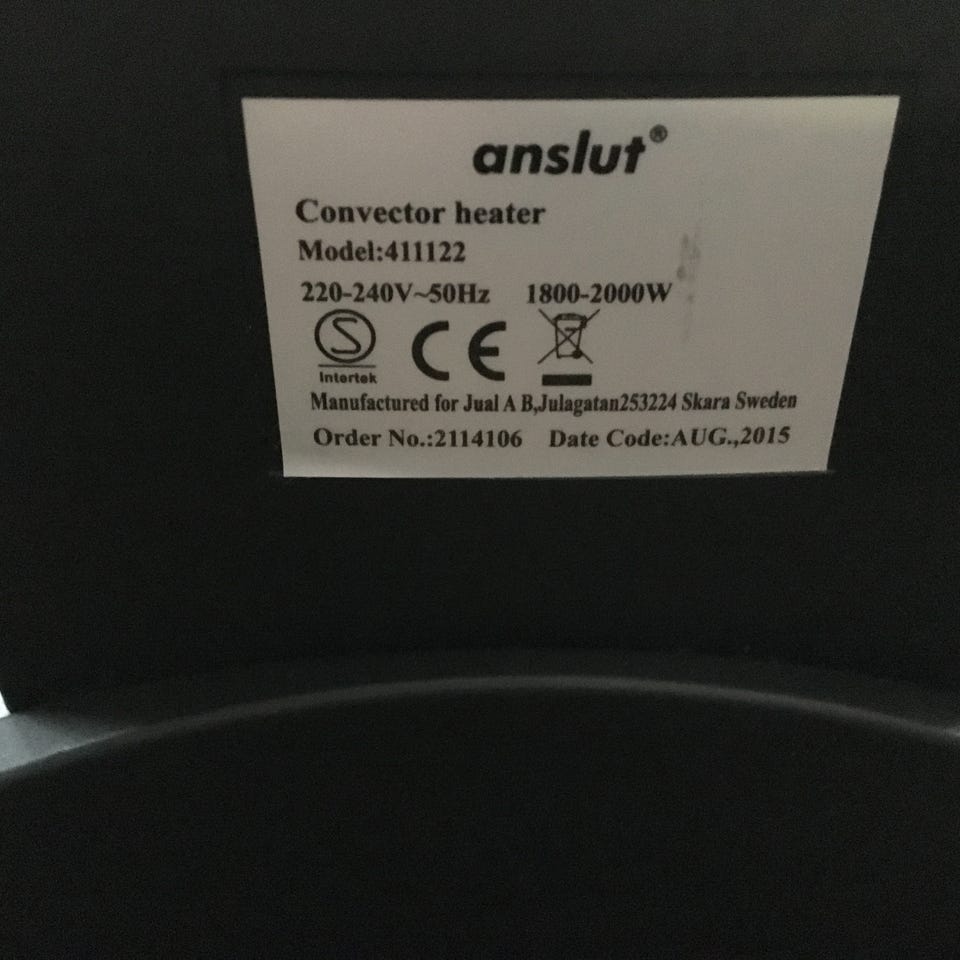 anslut®
Convector heater
Model:411122
220-240V~50Hz 1800-2000W
S
Intertek
CE
Manufactured for Jual A B,Julagatan253224 Skara Sweden
Order No.:2114106 Date Code:AUG.,2015